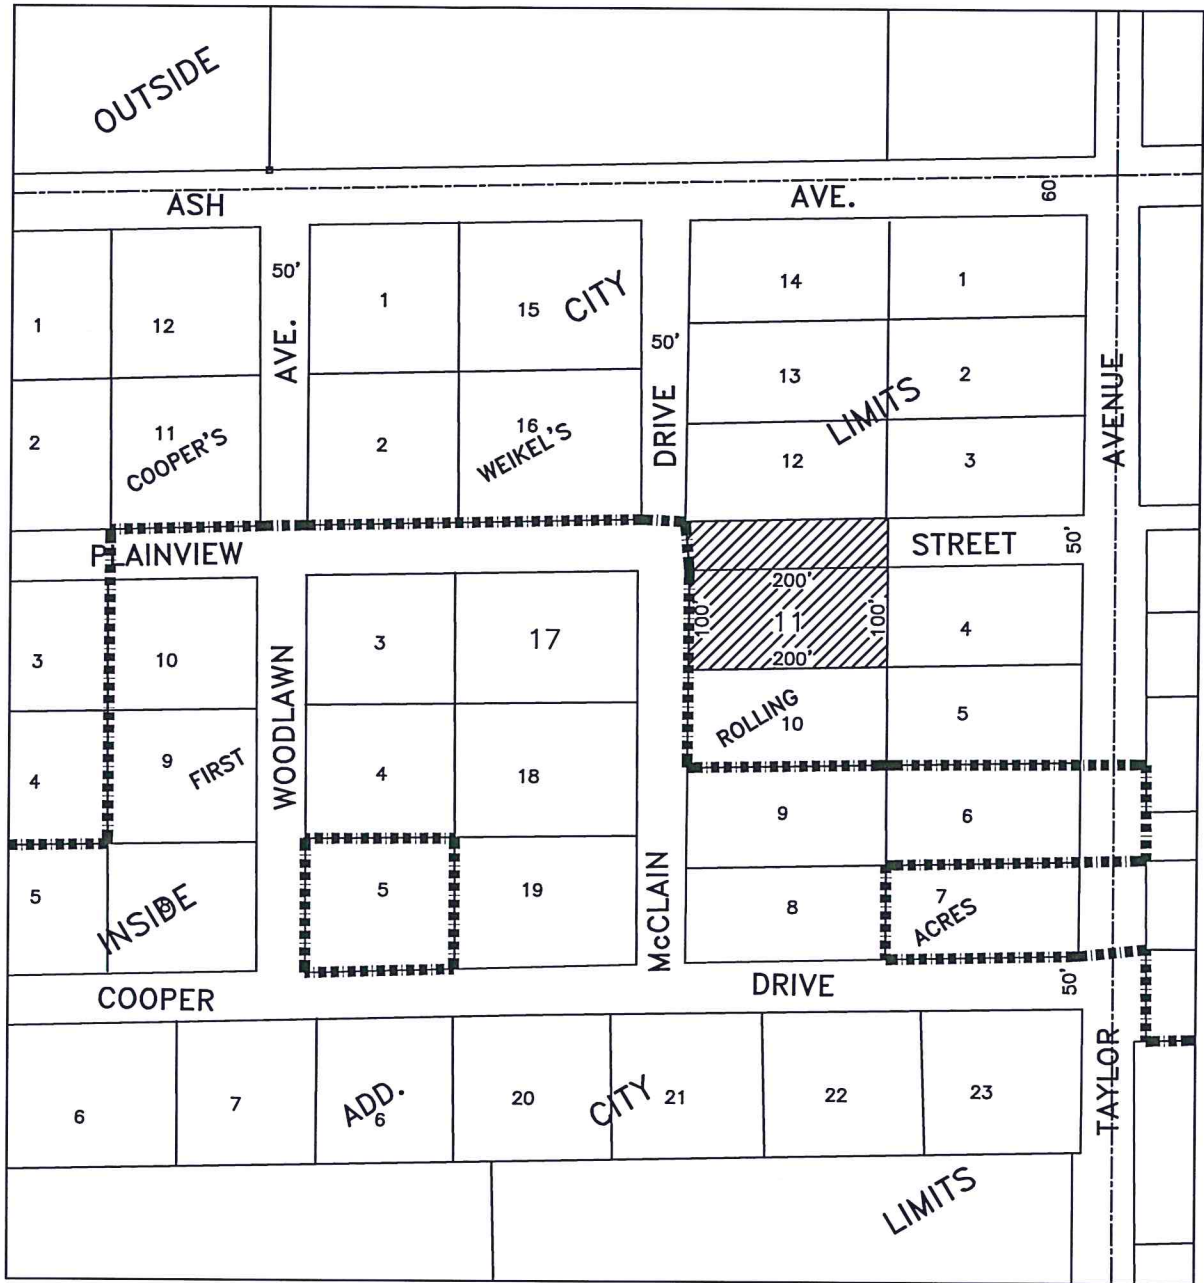 OUTSIDE
ASH
AVE.
60
50'
14
1
1
15
CITY
1
12
50'
AVE.
13
2
DRIVE
LIMITS
AVENUE
2
11
COOPER'S
2
16
WEIKEL'S
12
3
PLAINVIEW
STREET
50'
200'
100'
11
100'
200'
3
10
WOODLAWN
3
17
4
ROLLING
10
5
4
9
FIRST
4
18
9
6
5
INSIDE
5
19
McCLAIN
8
7
ACRES
COOPER
DRIVE
50'
TAYLOR
6
7
ADD.
6
20
CITY
21
22
23
LIMITS